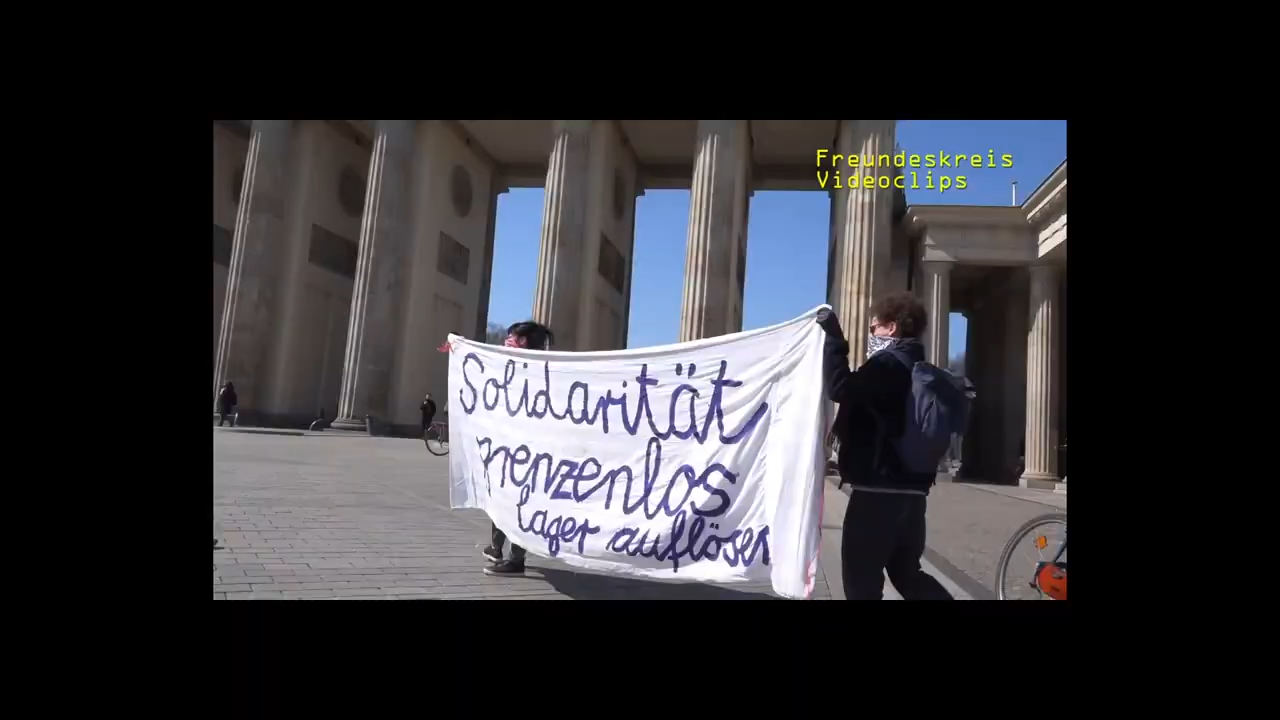 Freundeskreis
Videoclips
Solidarität
grenzenlos
lager auflösen